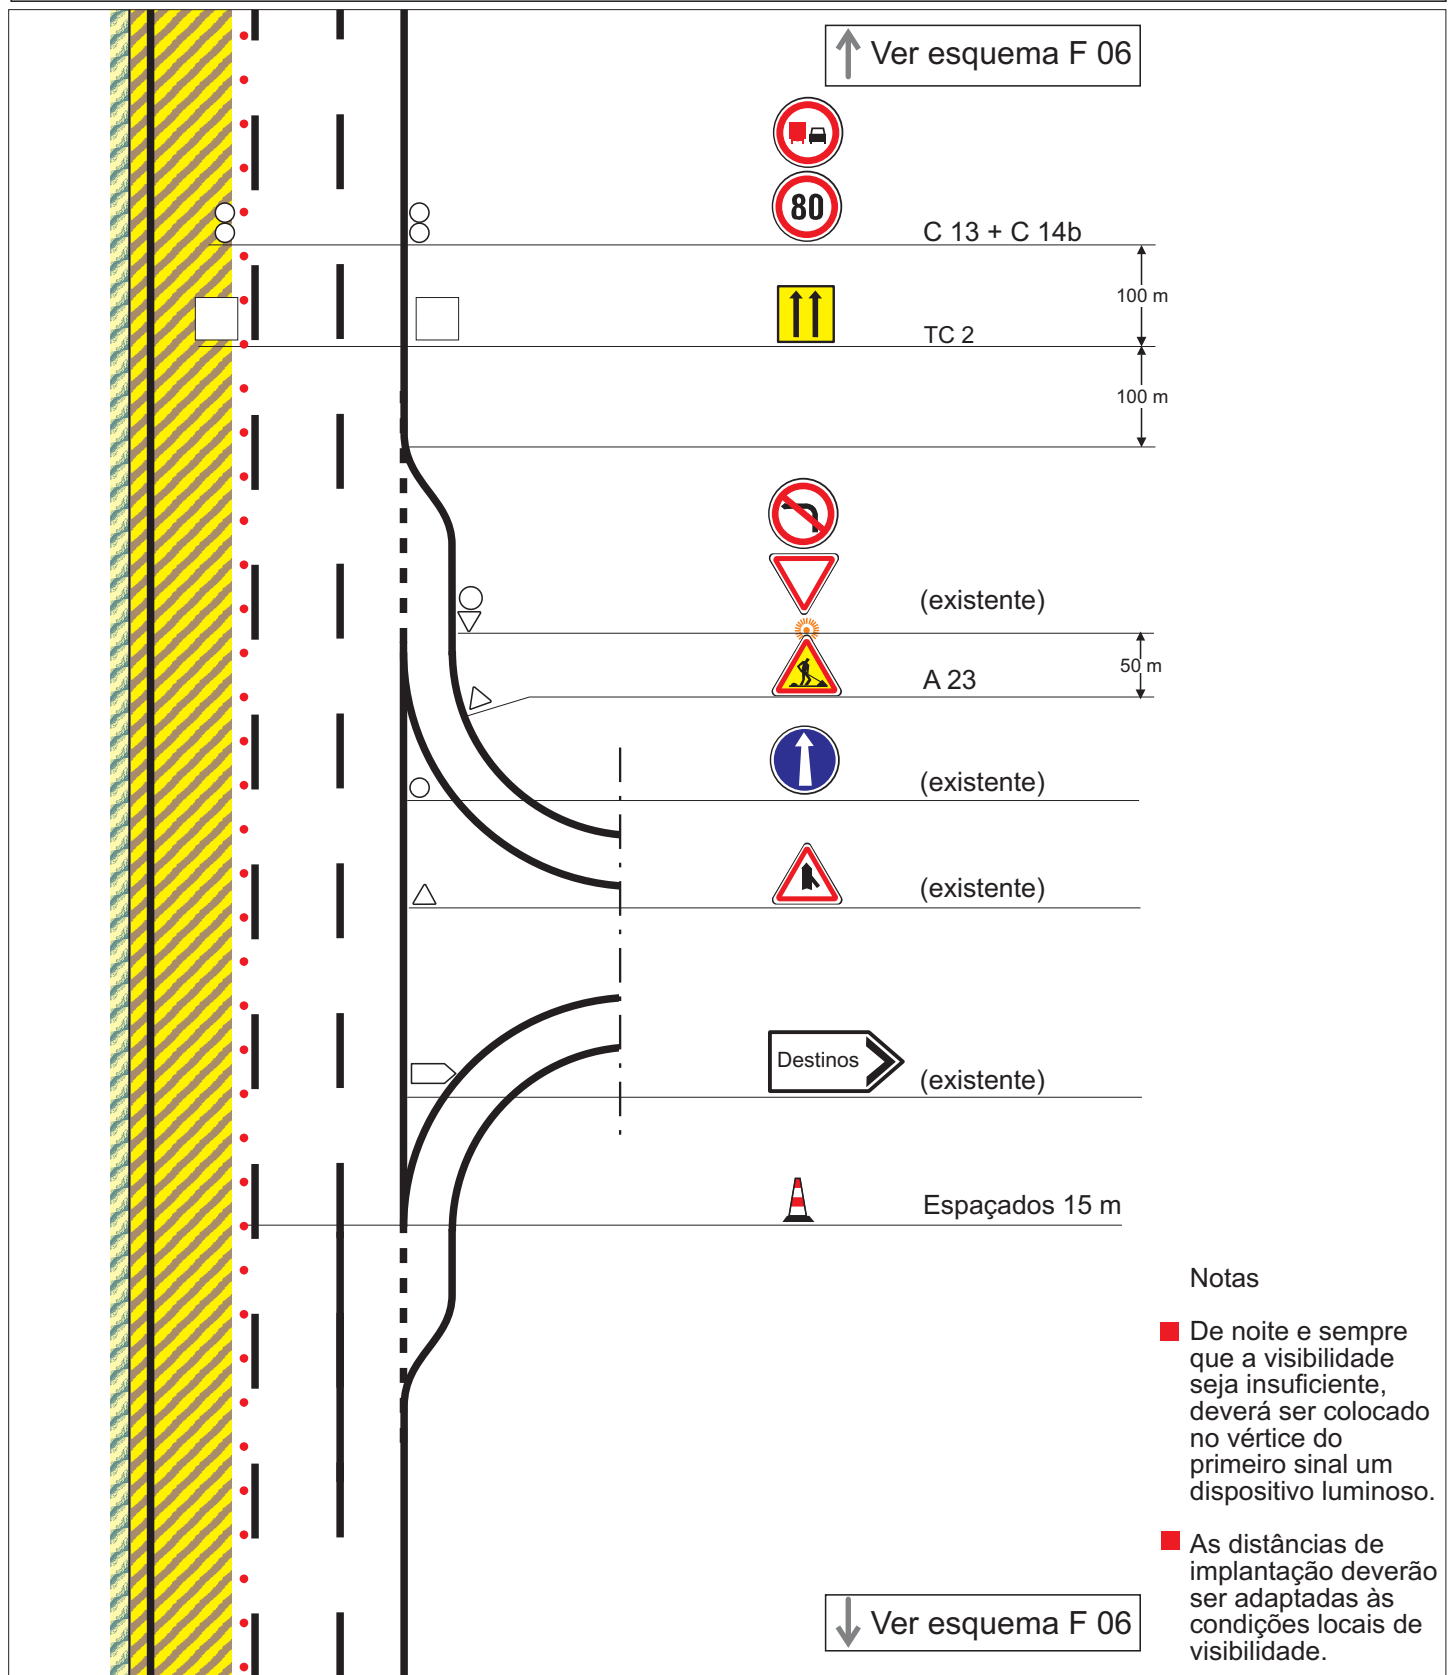 Ver esquema F 06
80
C 13 + C 14b
100 m
TC 2
100 m
(existente)
50 m
A 23
(existente)
(existente)
Destinos
(existente)
Espaçados 15 m
Notas
De noite e sempre
que a visibilidade
seja insuficiente,
deverá ser colocado
no vértice do
primeiro sinal um
dispositivo luminoso.
As distâncias de
implantação deverão
ser adaptadas às
condições locais de
visibilidade.
Ver esquema F 06